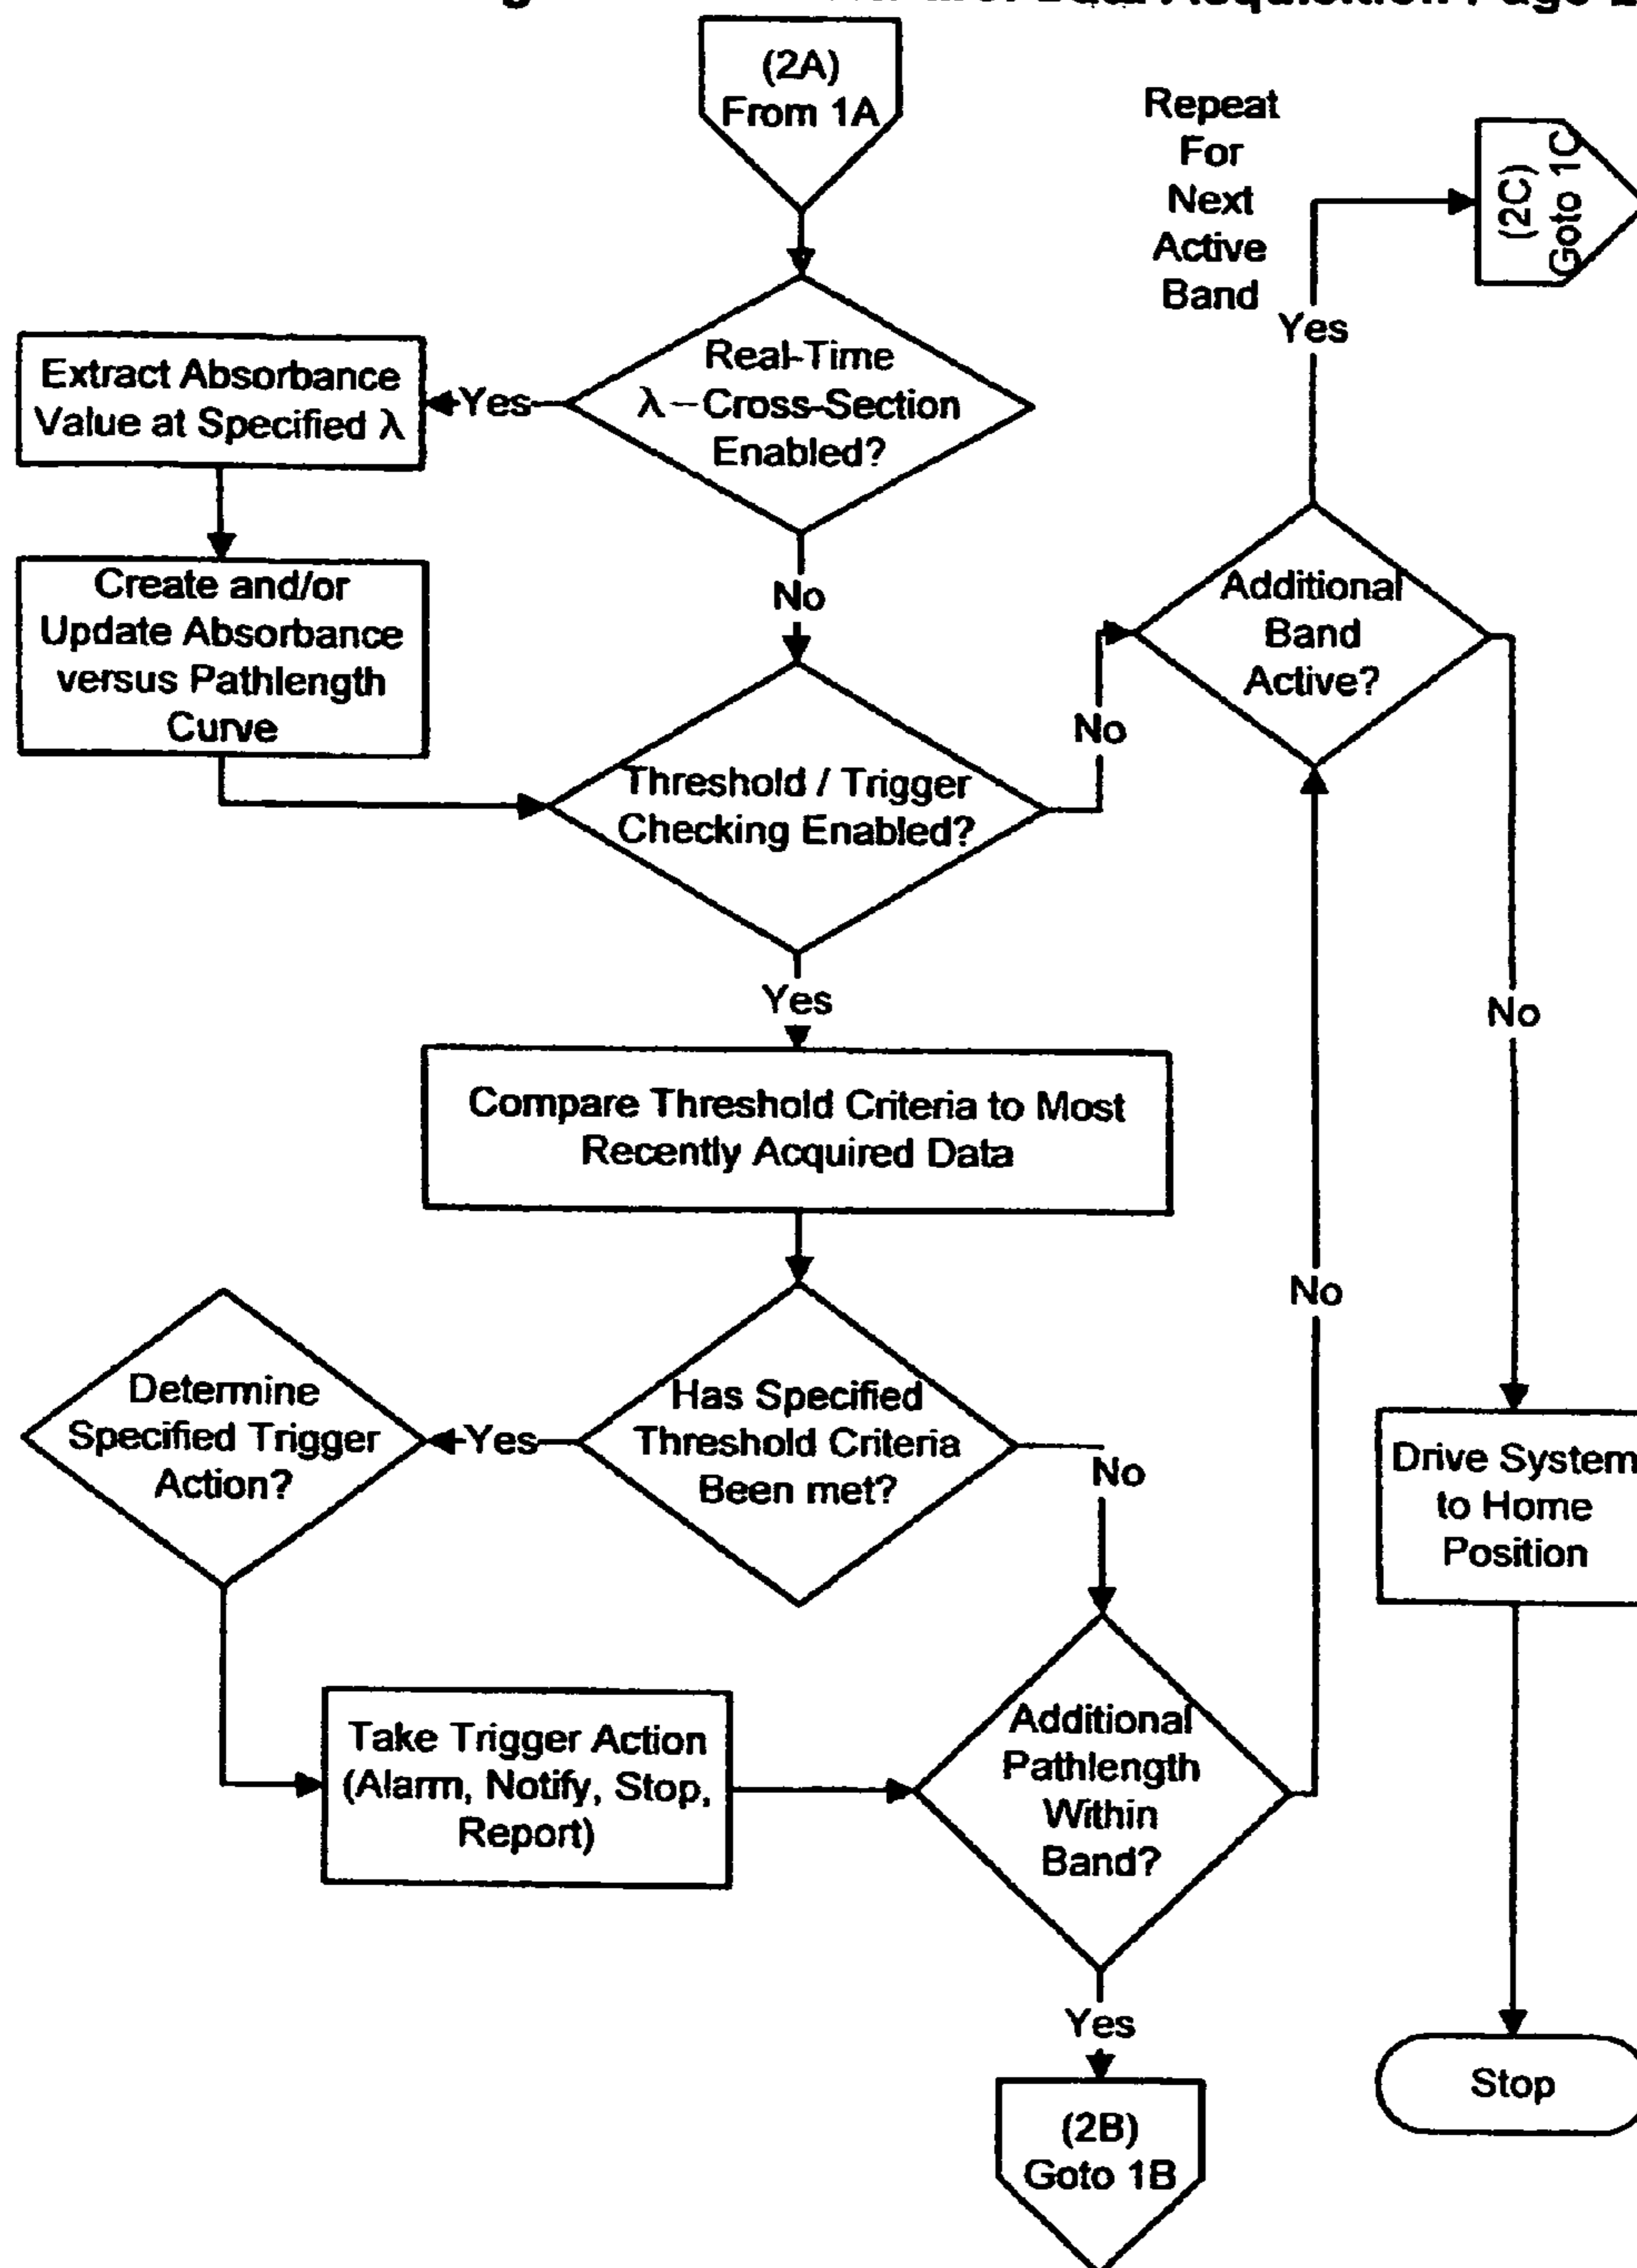 Data Acquisition Page
(2A)
From 1A
Repeat
For
Next
Active
Band
(2C)
Goto 1C
Yes
Real-Time
λ–Cross-Section
Enabled?
Yes
Extract Absorbance
Value at Specified λ
No
Create and/or
Update Absorbance
versus Pathlength
Curve
Additional
Band
Active?
No
Threshold / Trigger
Checking Enabled?
Yes
No
Compare Threshold Criteria to Most
Recently Acquired Data
No
Determine
Specified Trigger
Action?
Yes
Has Specified
Threshold Criteria
Been met?
No
Drive System
to Home
Position
Take Trigger Action
(Alarm, Notify, Stop,
Report)
Additional
Pathlength
Within
Band?
Yes
Stop
(2B)
Goto 1B